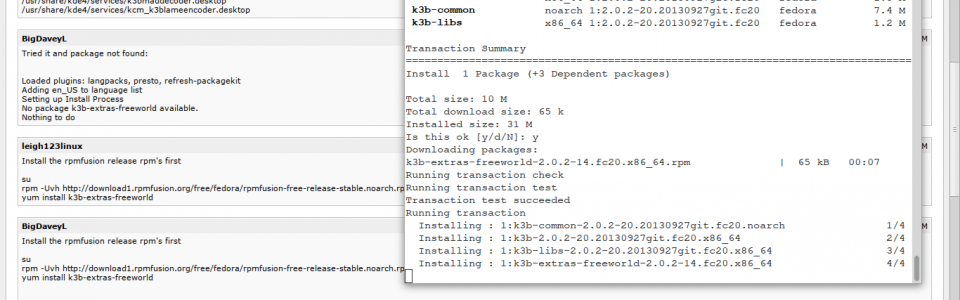 /usr/share/kde4/services/kcm_k3blameencoder.desktop
BigDaveyL
Tried it and package not found:
Loaded plugins: langpacks, presto, refresh-packagekit
Adding en_US to language list
Setting up Install Process
No package k3b-extras-freeworld available.
Nothing to do
leigh123linux
Install the rpmfusion release rpm's first
su
rpm -Uvh http://download1.rpmfusion.org/free/fedora/rpmfusion-free-release-stable.noarch.rp
yum install k3b-extras-freeworld
BigDaveyL
Install the rpmfusion release rpm's first
su
rpm -Uvh http://download1.rpmfusion.org/free/fedora/rpmfusion-free-release-stable.noarch.rp
yum install k3b-extras-freeworld
k3b-common noarch 1:2.0.2-20.20130927git.fc20 fedora 7.4 M
k3b-libs x86_64 1:2.0.2-20.20130927git.fc20 fedora 1.2 M
Transaction Summary
================================================================================
Install 1 Package (+3 Dependent packages)
Total size: 10 M
Total download size: 65 k
Installed size: 31 M
Is this ok [y/d/N]: y
Downloading packages:
k3b-extras-freeworld-2.0.2-14.fc20.x86_64.rpm | 65 kB 00:07
Running transaction check
Running transaction test
Transaction test succeeded
Running transaction
Installing : 1:k3b-common-2.0.2-20.20130927git.fc20.noarch 1/4
Installing : 1:k3b-2.0.2-20.20130927git.fc20.x86_64 2/4
Installing : 1:k3b-libs-2.0.2-20.20130927git.fc20.x86_64 3/4
Installing : 1:k3b-extras-freeworld-2.0.2-14.fc20.x86_64 4/4
M
M
M